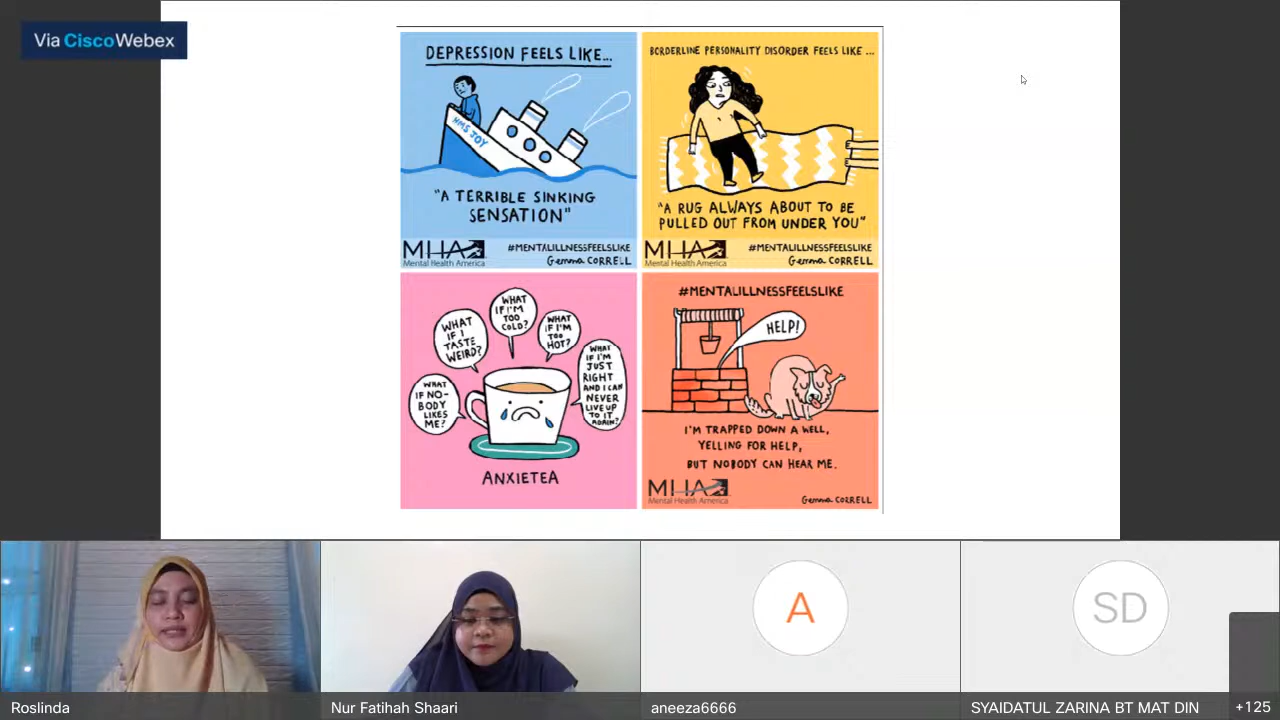 Via Cisco Webex
DEPRESSION FEELS LIKE...
HMS JOY
"A TERRIBLE SINKING
SENSATION"
MHA
Mental Health America
#MENTALILLNESSFEELSLIKE
Gemma CORRELL
BORDERLINE PERSONALITY DISORDER FEELS LIKE ...
"A RUG ALWAYS ABOUT TO BE
PULLED OUT FROM UNDER YOU"
MHA
Mental Health America
#MENTALILLNESSFEELSLIKE
Gemma CORRELL
WHAT
IF NO-
BODY
LIKES
ME?
WHAT
IF I
TASTE
WEIRD?
WHAT
IF I'M
TOO
COLD?
WHAT
IF I'M
TOO
HOT?
WHAT
IF I'M
JUST
RIGHT
AND I CAN
NEVER
LIVE UP
TO IT
AGAIN?
ANXIETEA
#MENTALILLNESSFEELSLIKE
HELP!
I'M TRAPPED DOWN A WELL,
YELLING FOR HELP,
BUT NOBODY CAN HEAR ME.
MHA
Mental Health America
Gemma CORRELL
A
SD
Roslinda
Nur Fatihah Shaari
aneeza6666
SYAIDATUL ZARINA BT MAT DIN
+125